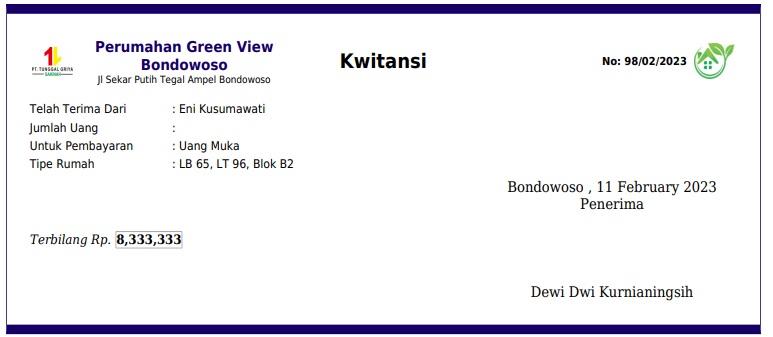 Perumahan Green View
Bondowoso
Jl Sekar Putih Tegal Ampel Bondowoso
PT. TUNGGAL GRIYA
SAKINAH
Kwitansi
No: 98/02/2023
Telah Terima Dari : Eni Kusumawati
Jumlah Uang :
Untuk Pembayaran : Uang Muka
Tipe Rumah : LB 65, LT 96, Blok B2
Bondowoso , 11 February 2023
Penerima
Terbilang Rp. 8,333,333
Dewi Dwi Kurnianingsih